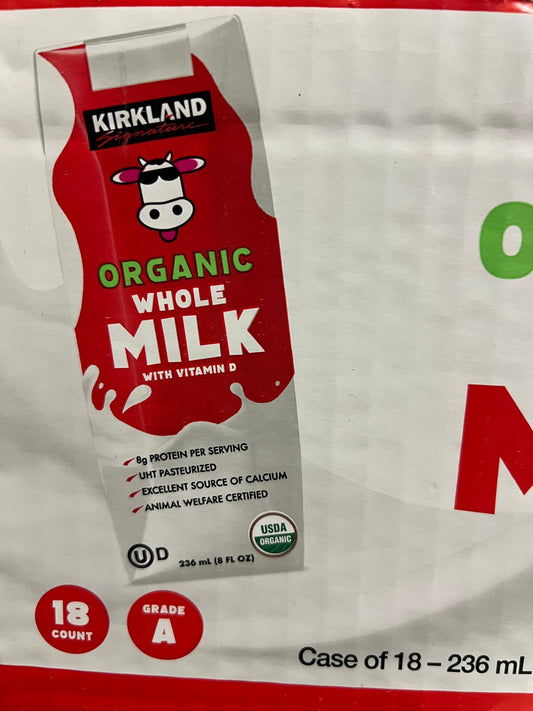 KIRKLAND
Signature
ORGANIC
WHOLE
MILK
WITH VITAMIN D
8g PROTEIN PER SERVING
UHT PASTEURIZED
EXCELLENT SOURCE OF CALCIUM
ANIMAL WELFARE CERTIFIED
USDA
ORGANIC
U D
236 mL (8 FL OZ)
18
COUNT
GRADE
A
Case of 18 – 236 mL